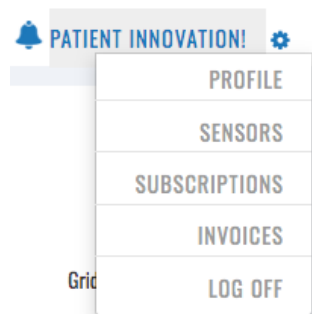 PATIENT INNOVATION!
PROFILE
SENSORS
SUBSCRIPTIONS
INVOICES
Grid
LOG OFF